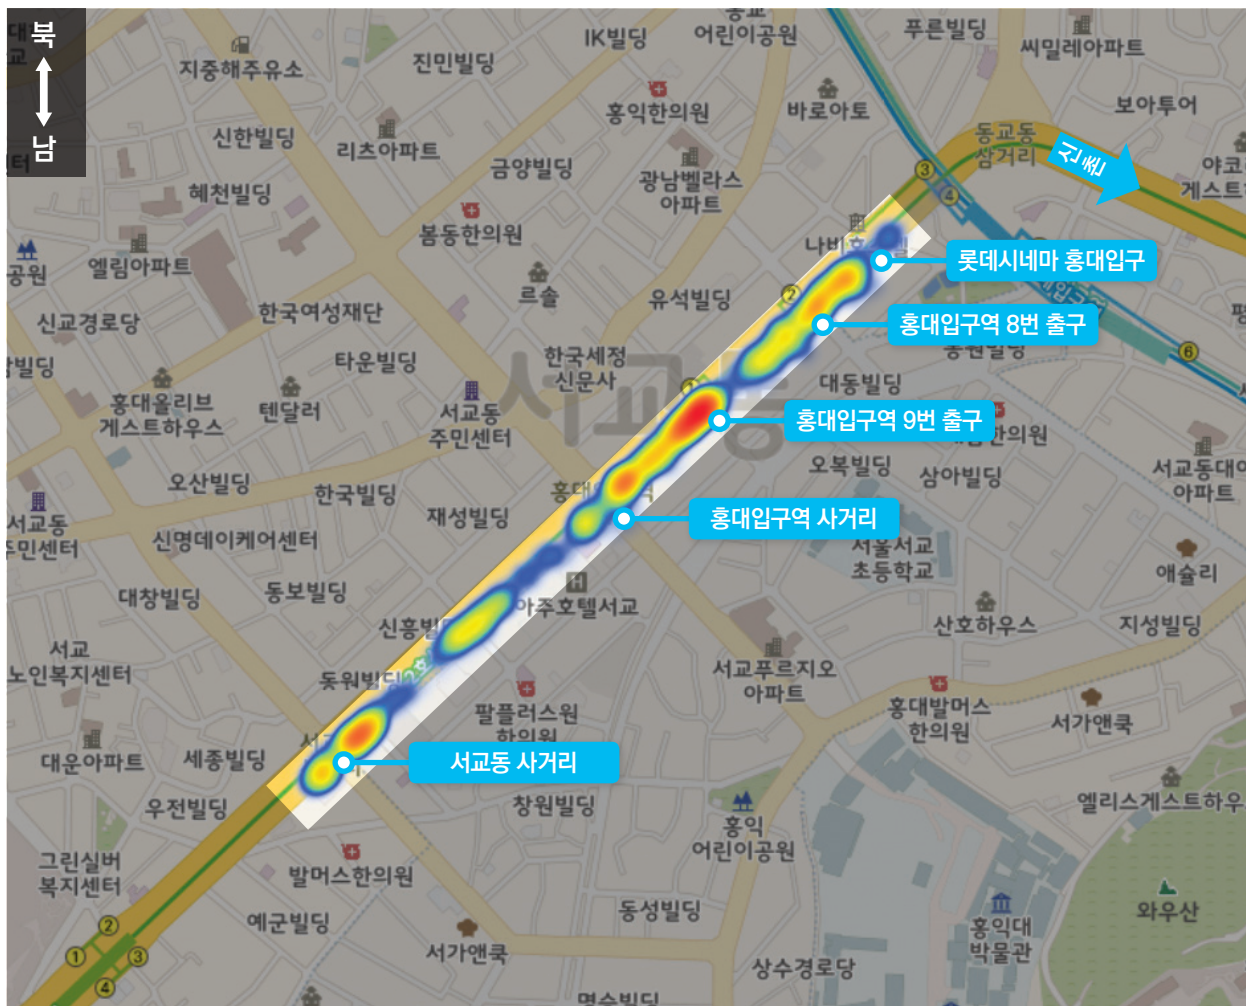 북
남
지중해주유소
진민빌딩
IK빌딩
어린이공원
푸른빌딩
씨밀레아파트
신한빌딩
리츠아파트
홍익한의원
바로아토
보아투어
동교동
삼거리
신촌
금양빌딩
광남벨라스
아파트
혜천빌딩
봄동한의원
엘림아파트
공원
르솔
유석빌딩
롯데시네마 홍대입구
한국여성재단
신교경로당
홍대입구역 8번 출구
타운빌딩
한국세정
신문사
대동빌딩
서교동
홍대올리브
게스트하우스
텐달러
서교동
주민센터
홍대입구역 9번 출구
오산빌딩
한국빌딩
오복빌딩
삼아빌딩
아파트
재성빌딩
홍대입구역 사거리
서교동
신명데이케어센터
서울서교
초등학교
애슐리
대창빌딩
동보빌딩
아주호텔서교
산호하우스
지성빌딩
서교
노인복지센터
서교푸르지오
아파트
팔플러스원
한의원
홍대발머스
한의원
서가앤쿡
대운아파트
세종빌딩
서교동 사거리
우전빌딩
창원빌딩
홍익
어린이공원
그린실버
복지센터
발머스한의원
예군빌딩
동성빌딩
서가앤쿡
와우산
홍익대
박물관
상수경로당